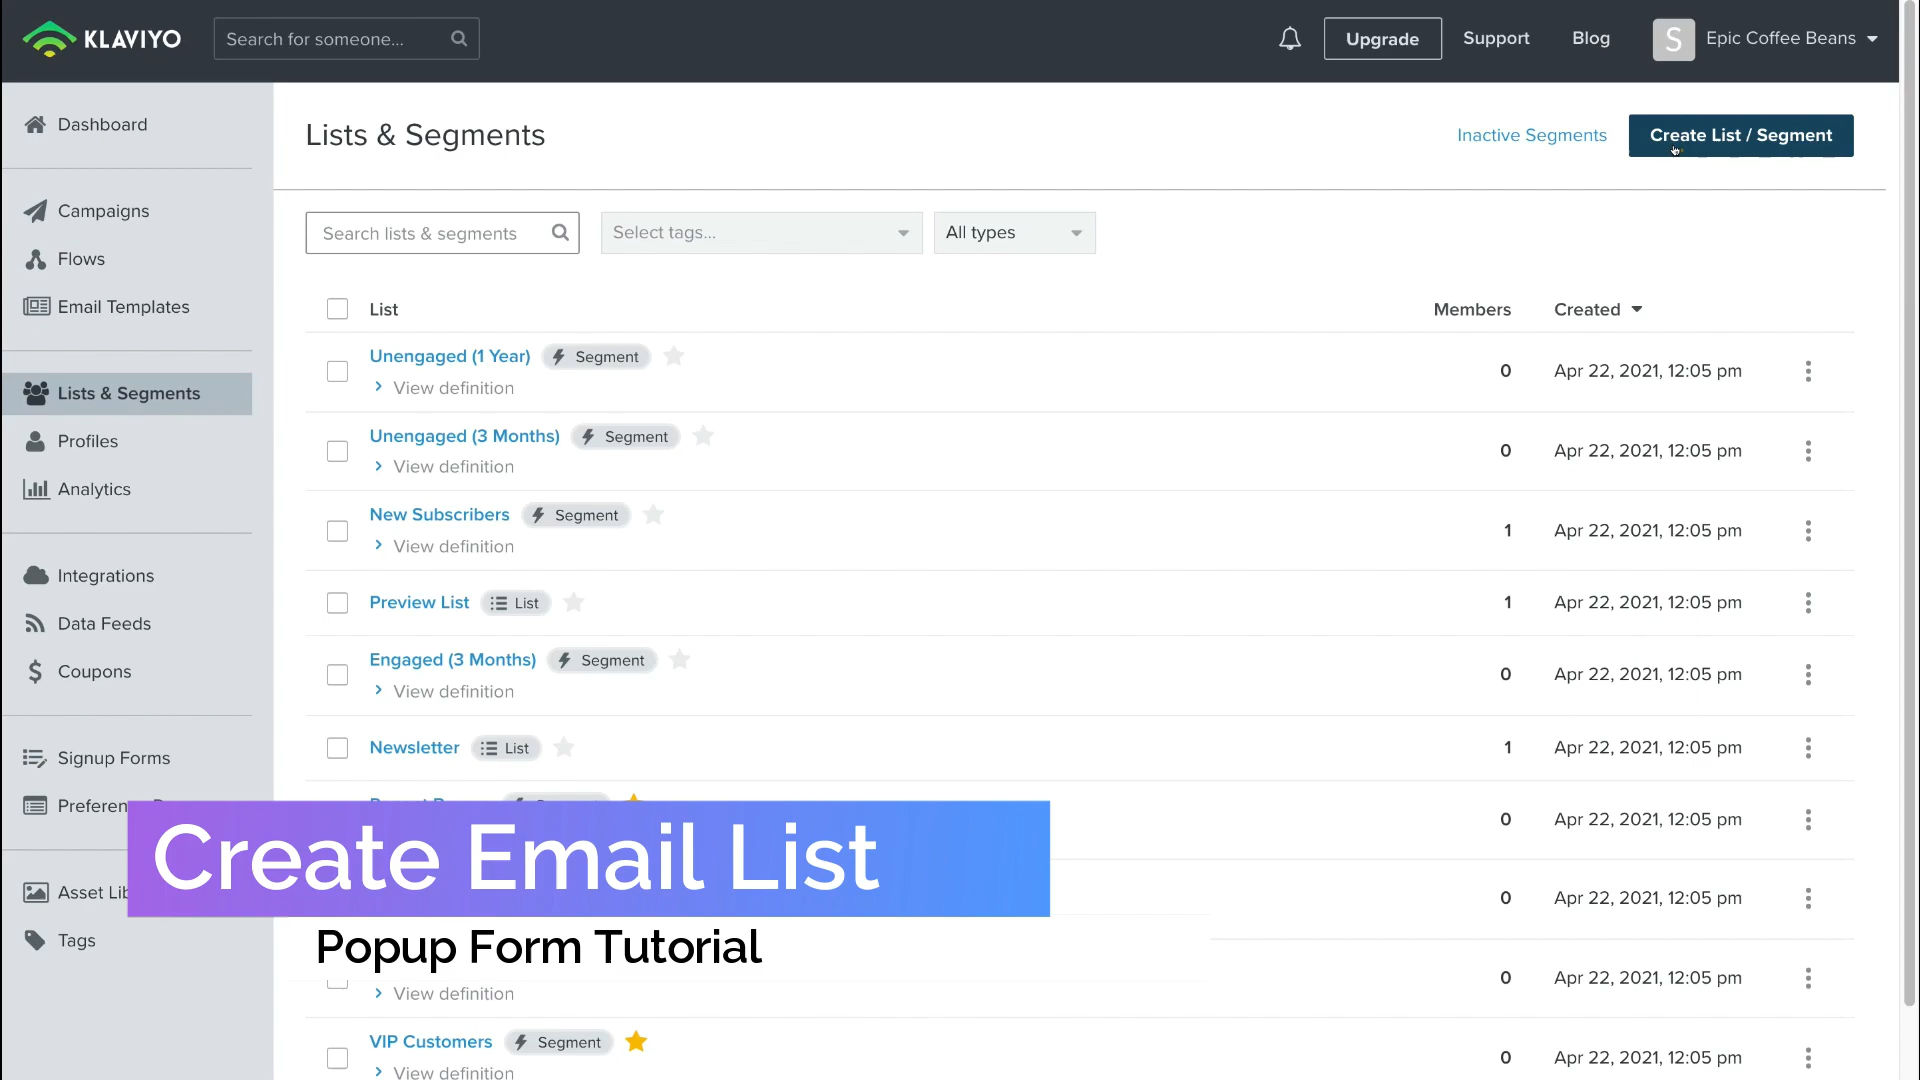 KLAVIYO
Search for someone...
Upgrade
Support
Blog
S
Epic Coffee Beans
Dashboard
Campaigns
Flows
Email Templates
Lists & Segments
Profiles
Analytics
Integrations
Data Feeds
Coupons
Signup Forms
Asset
Tags
Lists & Segments
Inactive Segments
Create List / Segment
Search lists & segments
Select tags...
All types
List
Members
Created
Unengaged (1 Year)
Segment
View definition
0
Apr 22, 2021, 12:05 pm
Unengaged (3 Months)
Segment
View definition
0
Apr 22, 2021, 12:05 pm
New Subscribers
Segment
View definition
1
Apr 22, 2021, 12:05 pm
Preview List
List
1
Apr 22, 2021, 12:05 pm
Engaged (3 Months)
Segment
View definition
0
Apr 22, 2021, 12:05 pm
Newsletter
List
1
Apr 22, 2021, 12:05 pm
0
Apr 22, 2021, 12:05 pm
Create Email List
0
Apr 22, 2021, 12:05 pm
Popup Form Tutorial
0
Apr 22, 2021, 12:05 pm
View definition
VIP Customers
Segment
View definition
0
Apr 22, 2021, 12:05 pm